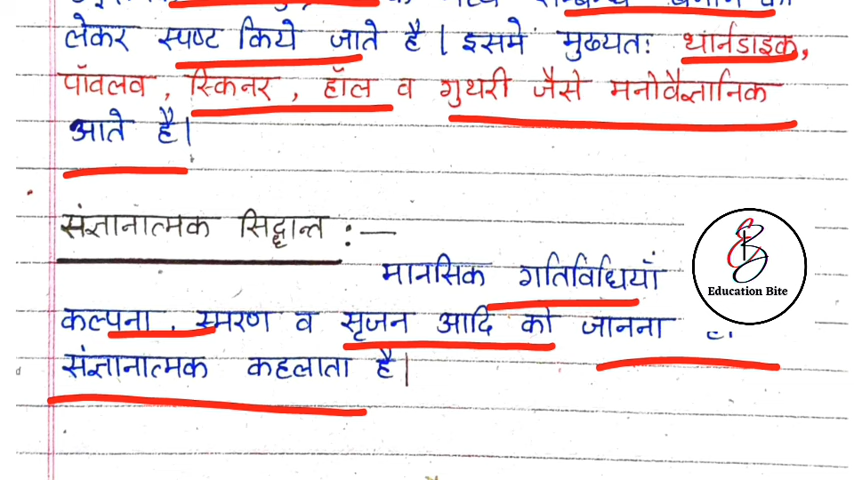 लेकर स्पष्ट किये जाते है। इसमें मुख्यतः थार्नडाइक,
पॉवलव, स्किनर, हॉल व गुथरी जैसे मनोवैज्ञानिक
आते है।
संज्ञानात्मक सिद्धान्त :—
मानसिक गतिविधियाँ
कल्पना, स्मरण व सृजन आदि को जानना
संज्ञानात्मक कहलाता है।
Education Bite